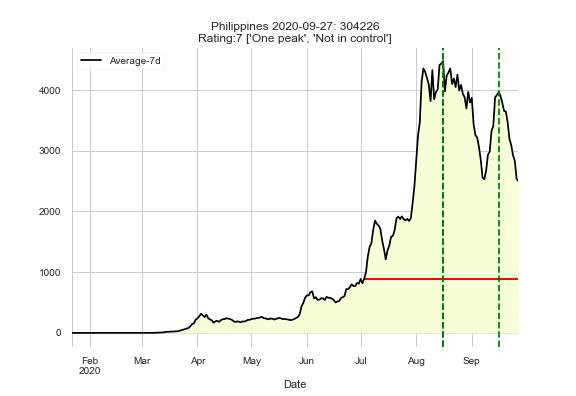 Philippines 2020-09-27: 304226
Rating:7 ['One peak', 'Not in control']
Average-7d
4000
3000
2000
1000
0
Feb Mar Apr May Jun Jul Aug Sep
2020
Date